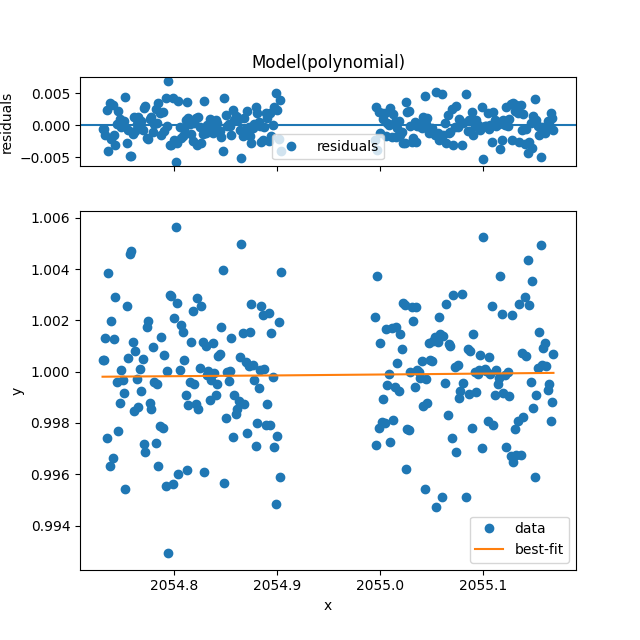 Model(polynomial)
residuals
0.005
0.000
−0.005
residuals
y
1.006
1.004
1.002
1.000
0.998
0.996
0.994
data
best-fit
2054.8 2054.9 2055.0 2055.1
x